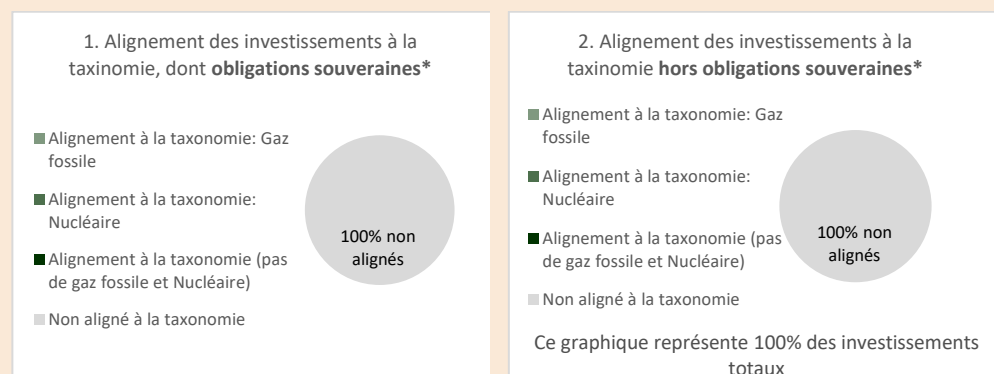 1. Alignement des investissements à la
taxinomie, dont obligations souveraines*
Alignement à la taxonomie: Gaz
fossile
Alignement à la taxonomie:
Nucléaire
Alignement à la taxonomie (pas
de gaz fossile et Nucléaire)
Non aligné à la taxonomie
100% non
alignés
2. Alignement des investissements à la
taxinomie hors obligations souveraines*
Alignement à la taxonomie: Gaz
fossile
Alignement à la taxonomie:
Nucléaire
Alignement à la taxonomie (pas
de gaz fossile et Nucléaire)
Non aligné à la taxonomie
100% non
alignés
Ce graphique représente 100% des investissements
totaux